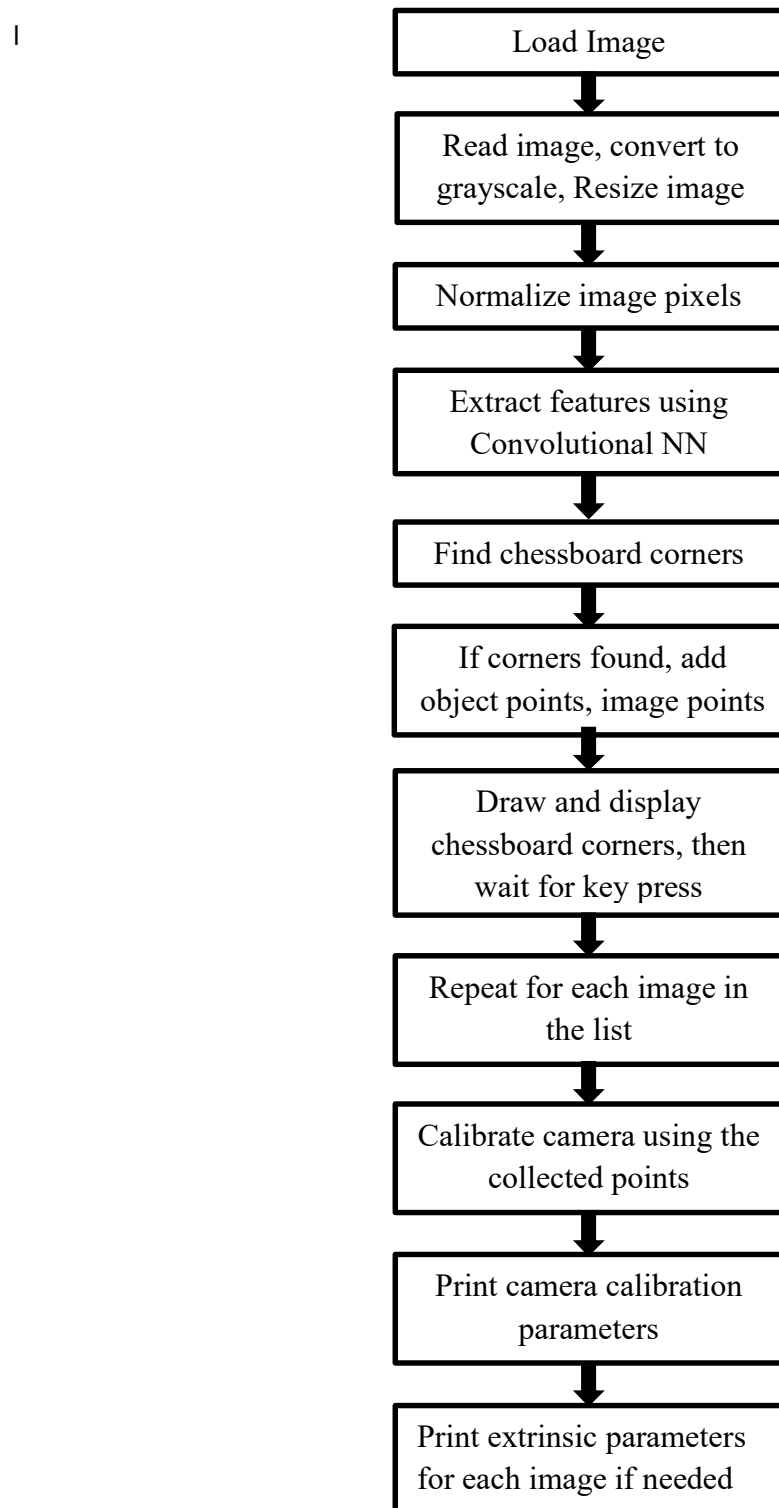 I
Load Image
Read image, convert to
grayscale, Resize image
Normalize image pixels
Extract features using
Convolutional NN
Find chessboard corners
If corners found, add
object points, image points
Draw and display
chessboard corners, then
wait for key press
Repeat for each image in
the list
Calibrate camera using the
collected points
Print camera calibration
parameters
Print extrinsic parameters
for each image if needed